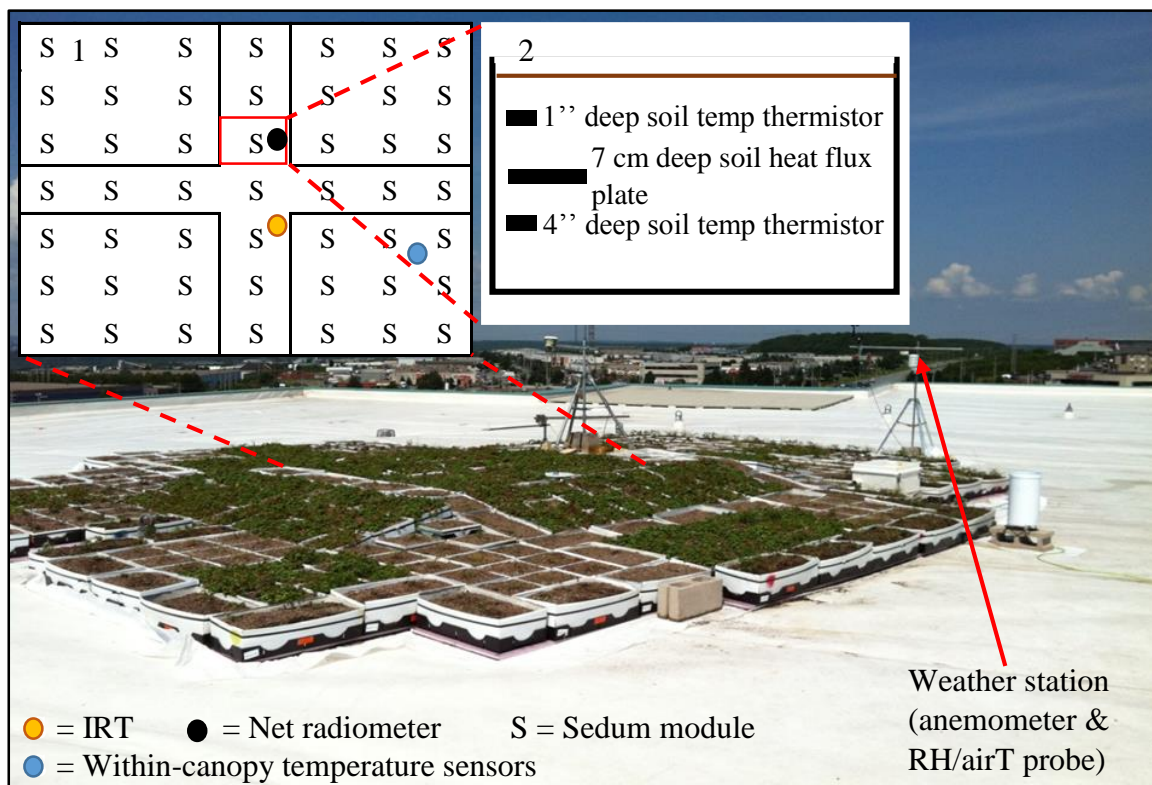 S 1 S S S S S S
S S S S S S S
S S S S S S S
S S S S S S S
S S S S S S S
S S S S S S S
S S S S S S S
2
1’’ deep soil temp thermistor
7 cm deep soil heat flux
plate
4’’ deep soil temp thermistor
Weather station
(anemometer &
RH/airT probe)
= IRT = Net radiometer S = Sedum module
= Within-canopy temperature sensors